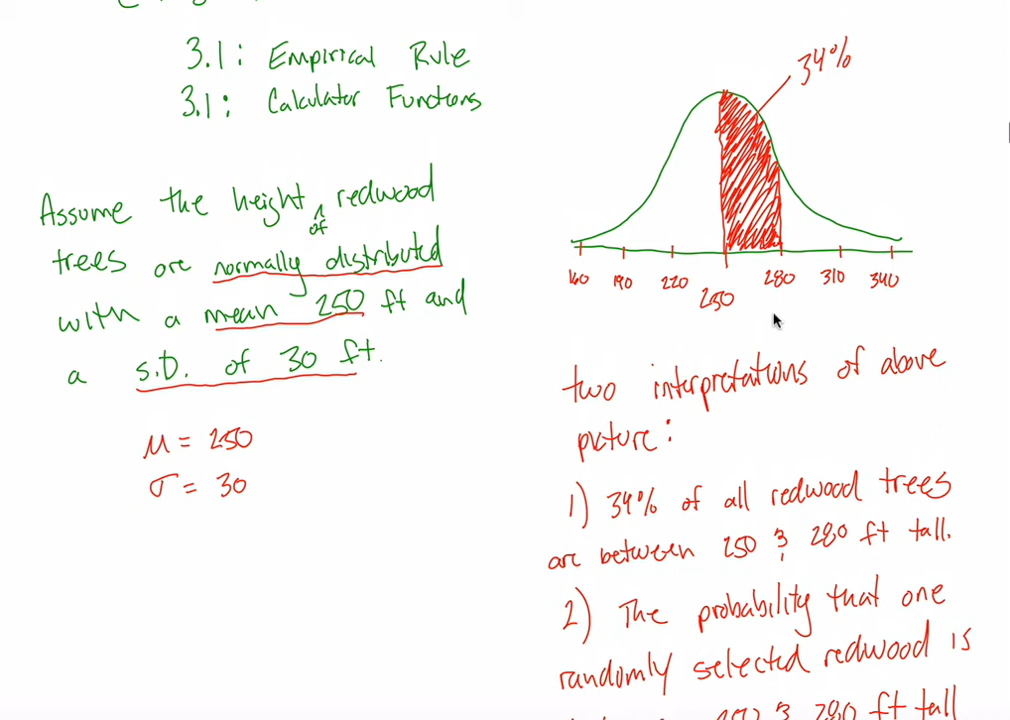 3.1: Empirical Rule
3.1: Calculator Functions
Assume the height of redwood
trees are normally distributed
with a mean 250 ft and
a s.D. of 30 ft.
μ = 250
σ = 30
34%
160 190 220 250 280 310 340
two interpretations of above
picture:
1) 34% of all redwood trees
are between 250 & 280 ft tall.
2) The probability that one
randomly selected redwood is
280 ft tall